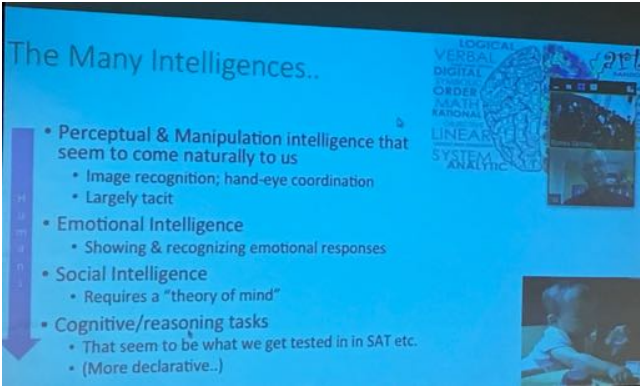 The Many Intelligences..
LOGICAL
VERBAL
DIGITAL
ORDER
MATH
RATIONAL
LINEAR
SYSTEM
ANALYTIC
art
• Perceptual & Manipulation intelligence that
seem to come naturally to us
• Image recognition; hand-eye coordination
• Largely tacit
• Emotional Intelligence
• Showing & recognizing emotional responses
• Social Intelligence
• Requires a “theory of mind”
• Cognitive/reasoning tasks
• That seem to be what we get tested in in SAT etc.
• (More declarative..)
Humans